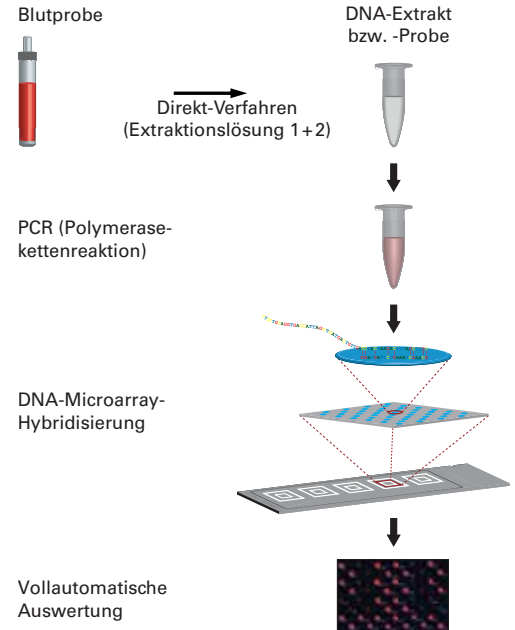 Blutprobe
DNA-Extrakt
bzw. -Probe
Direkt-Verfahren
(Extraktionslösung 1+2)
PCR (Polymerase-
kettenreaktion)
DNA-Microarray-
Hybridisierung
Vollautomatische
Auswertung